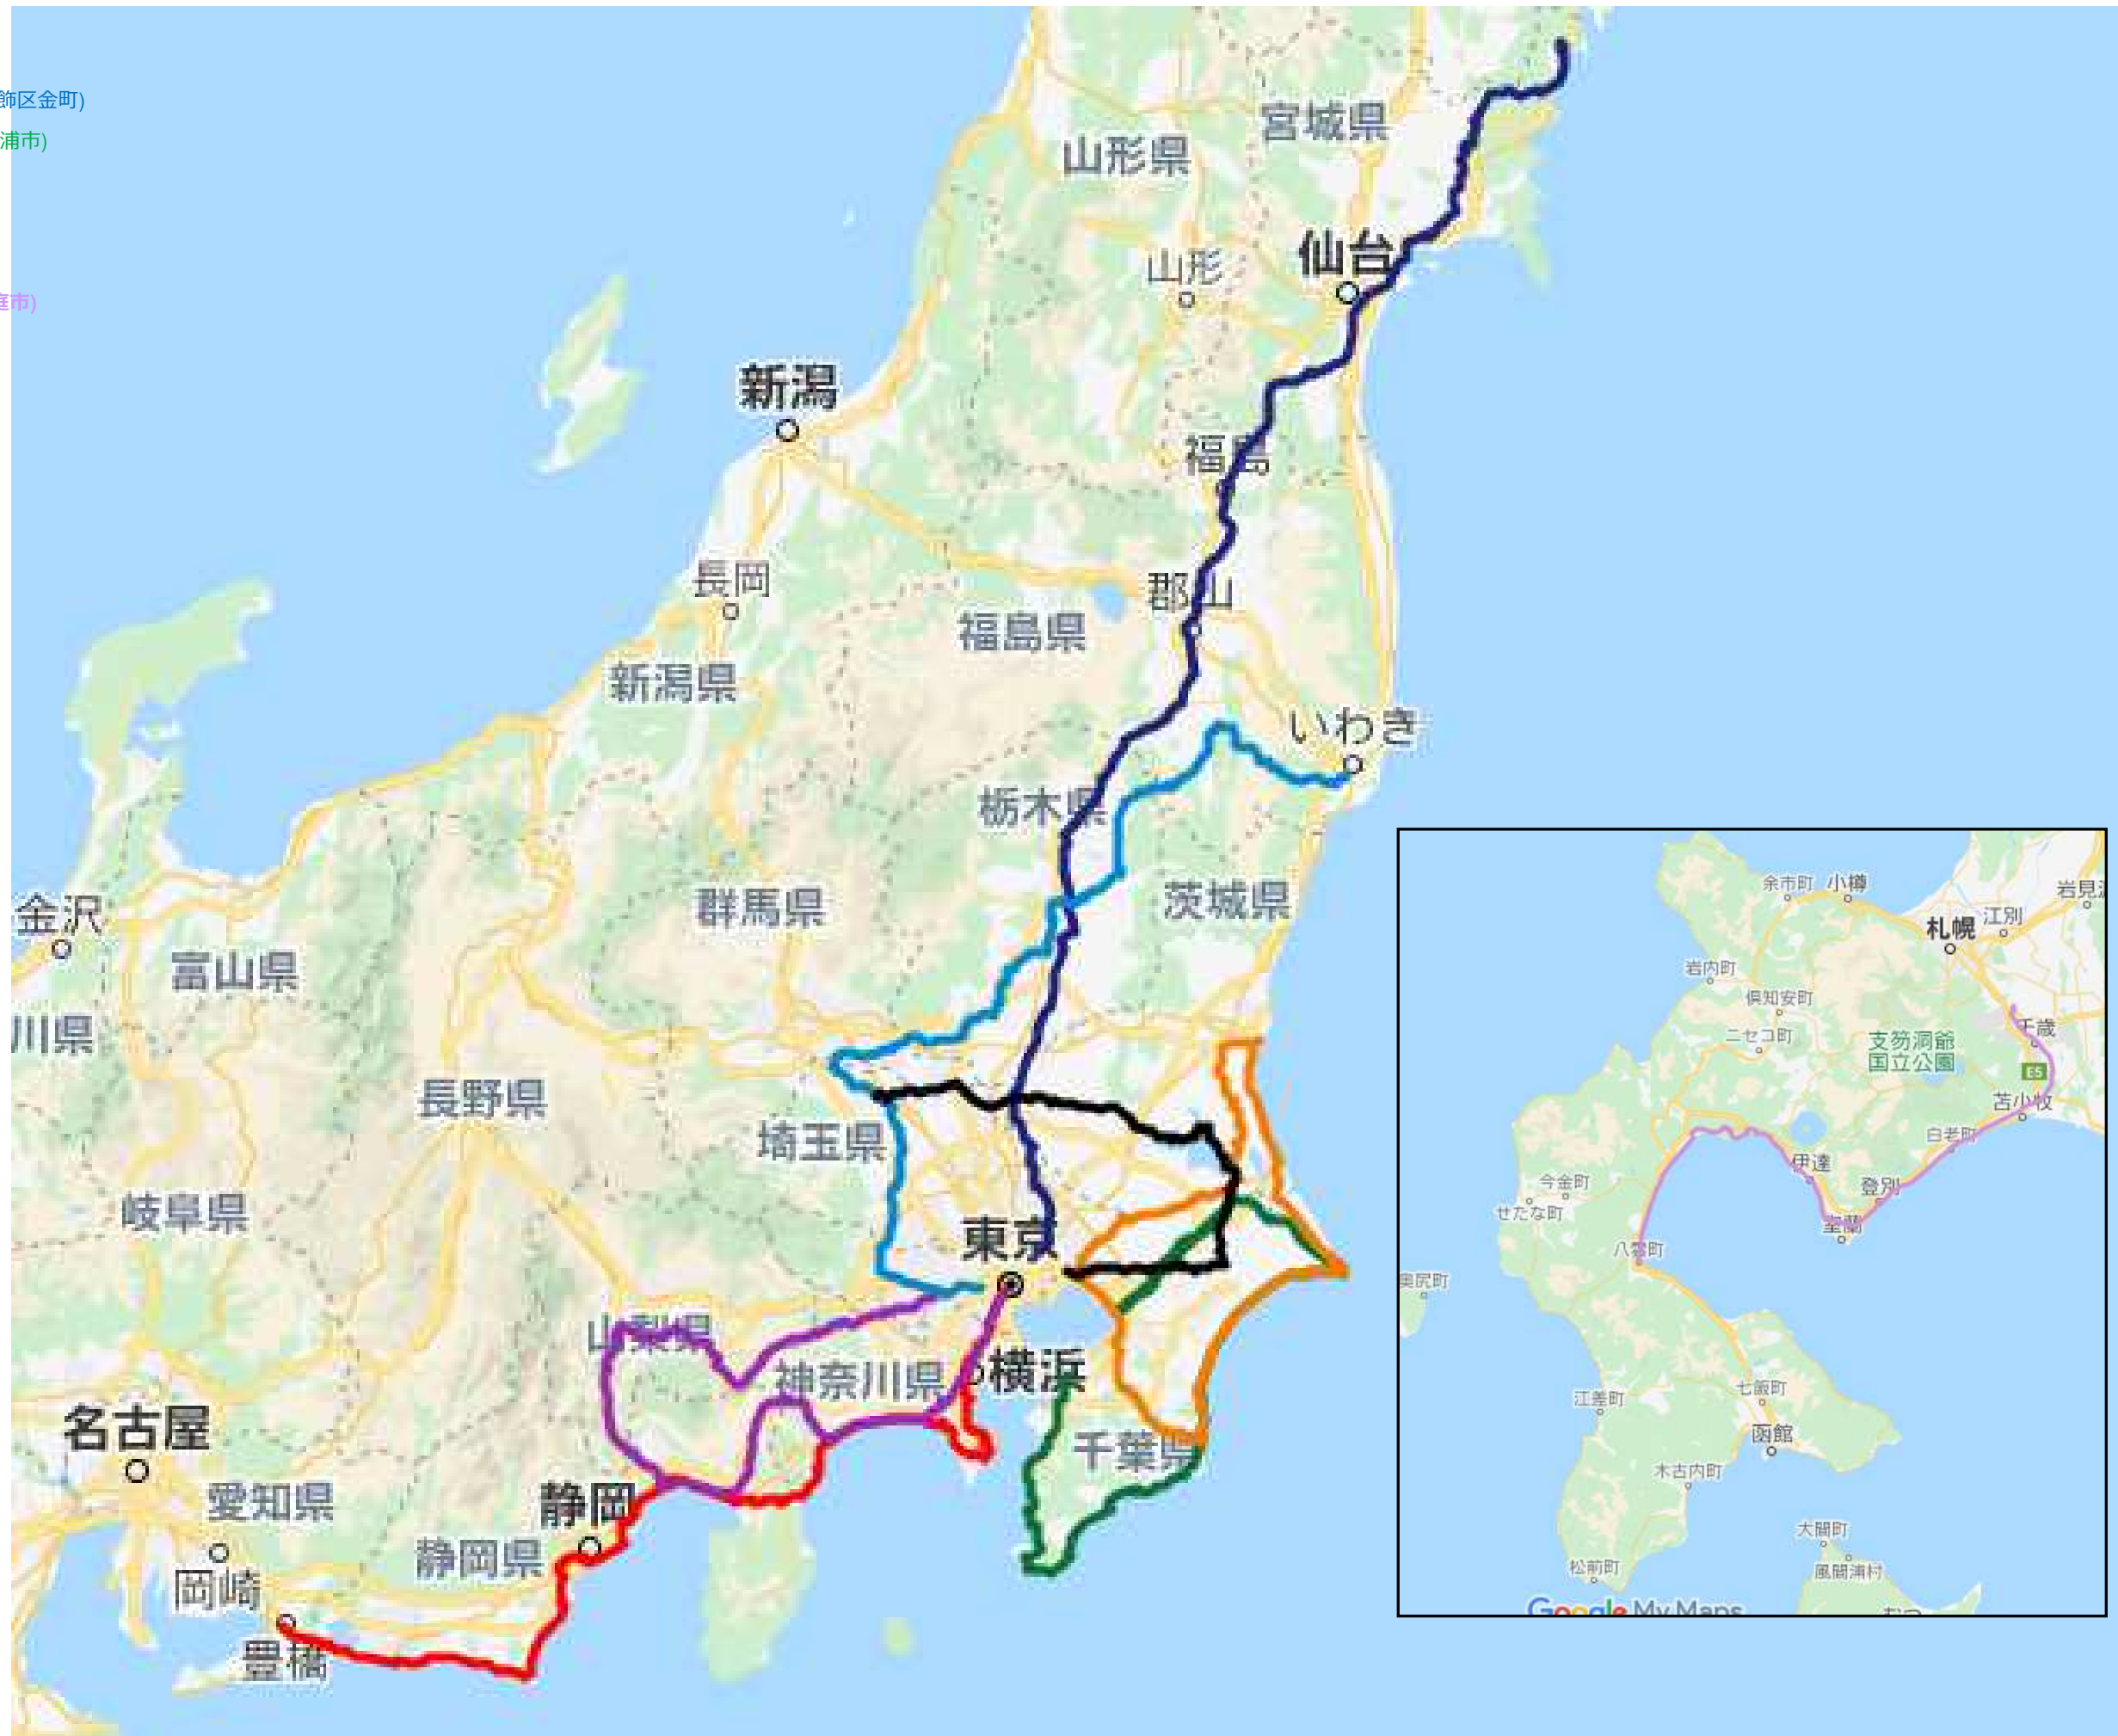 飾区金町)
浦市)
庭市)
宮城県
山形県
仙台
山形
新潟
福島
長岡
郡山
福島県
新潟県
いわき
栃木県
群馬県
茨城県
金沢
富山県
川県
長野県
埼玉県
岐阜県
東京
山梨県
神奈川県
横浜
名古屋
千葉県
愛知県
静岡
静岡県
岡崎
豊橋
余市町
小樽
岩見
札幌
江別
岩内町
倶知安町
ニセコ町
千歳
支笏洞爺
国立公園
E5
苫小牧
白老町
伊達
今金町
登別
せたな町
室蘭
八雲町
奥尻町
江差町
七飯町
函館
木古内町
大間町
松前町
風間浦村
Google My Maps